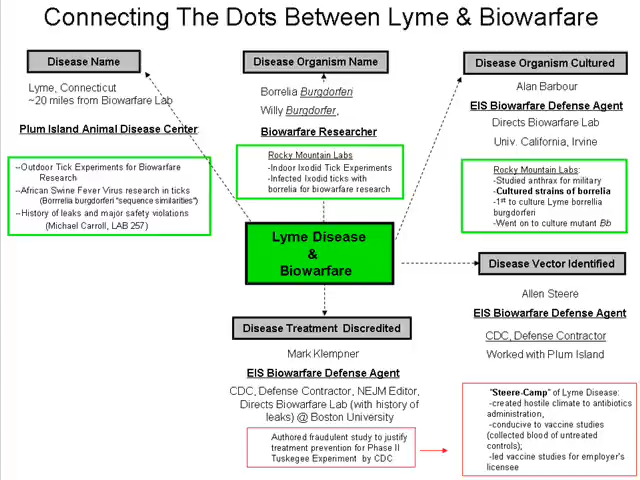 Connecting The Dots Between Lyme & Biowarfare
Disease Name
Lyme, Connecticut
~20 miles from Biowarfare Lab
Plum Island Animal Disease Center:
--Outdoor Tick Experiments for Biowarfare
Research
--African Swine Fever Virus research in ticks
(Borrrelia burgdorferi "sequence similarities")
--History of leaks and major safety violations
(Michael Carroll, LAB 257)
Disease Organism Name
Borrelia Burgdorferi
Willy Burgdorfer,
Biowarfare Researcher
Rocky Mountain Labs
-Indoor Ixodid Tick Experiments
-Infected Ixodid ticks with
borrelia for biowarfare research
Disease Organism Cultured
Alan Barbour
EIS Biowarfare Defense Agent
Directs Biowarfare Lab
Univ. California, Irvine
Rocky Mountain Labs:
-Studied anthrax for military
-Cultured strains of borrelia
-1st to culture Lyme borrellia
burgdorferi
-Went on to culture mutant Bb
Lyme Disease
&
Biowarfare
Disease Vector Identified
Allen Steere
EIS Biowarfare Defense Agent
CDC, Defense Contractor
Worked with Plum Island
Disease Treatment Discredited
Mark Klempner
EIS Biowarfare Defense Agent
CDC, Defense Contractor, NEJM Editor,
Directs Biowarfare Lab (with history of
leaks) @ Boston University
Authored fraudulent study to justify
treatment prevention for Phase II
Tuskegee Experiment by CDC
"Steere-Camp" of Lyme Disease:
-created hostile climate to antibiotics
administration,
-conducive to vaccine studies
(collected blood of untreated
controls);
-led vaccine studies for employer's
licensee